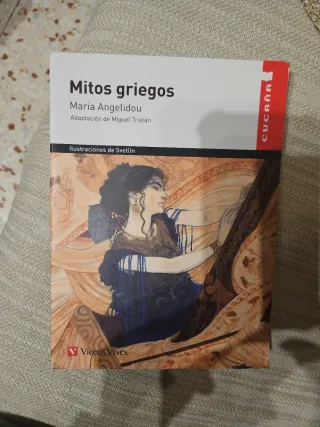 Mitos griegos
Maria Angelidou
Adaptación de Miguel Tristán
CUCAÑA
Ilustraciones de Svetlin
Vicens Vives